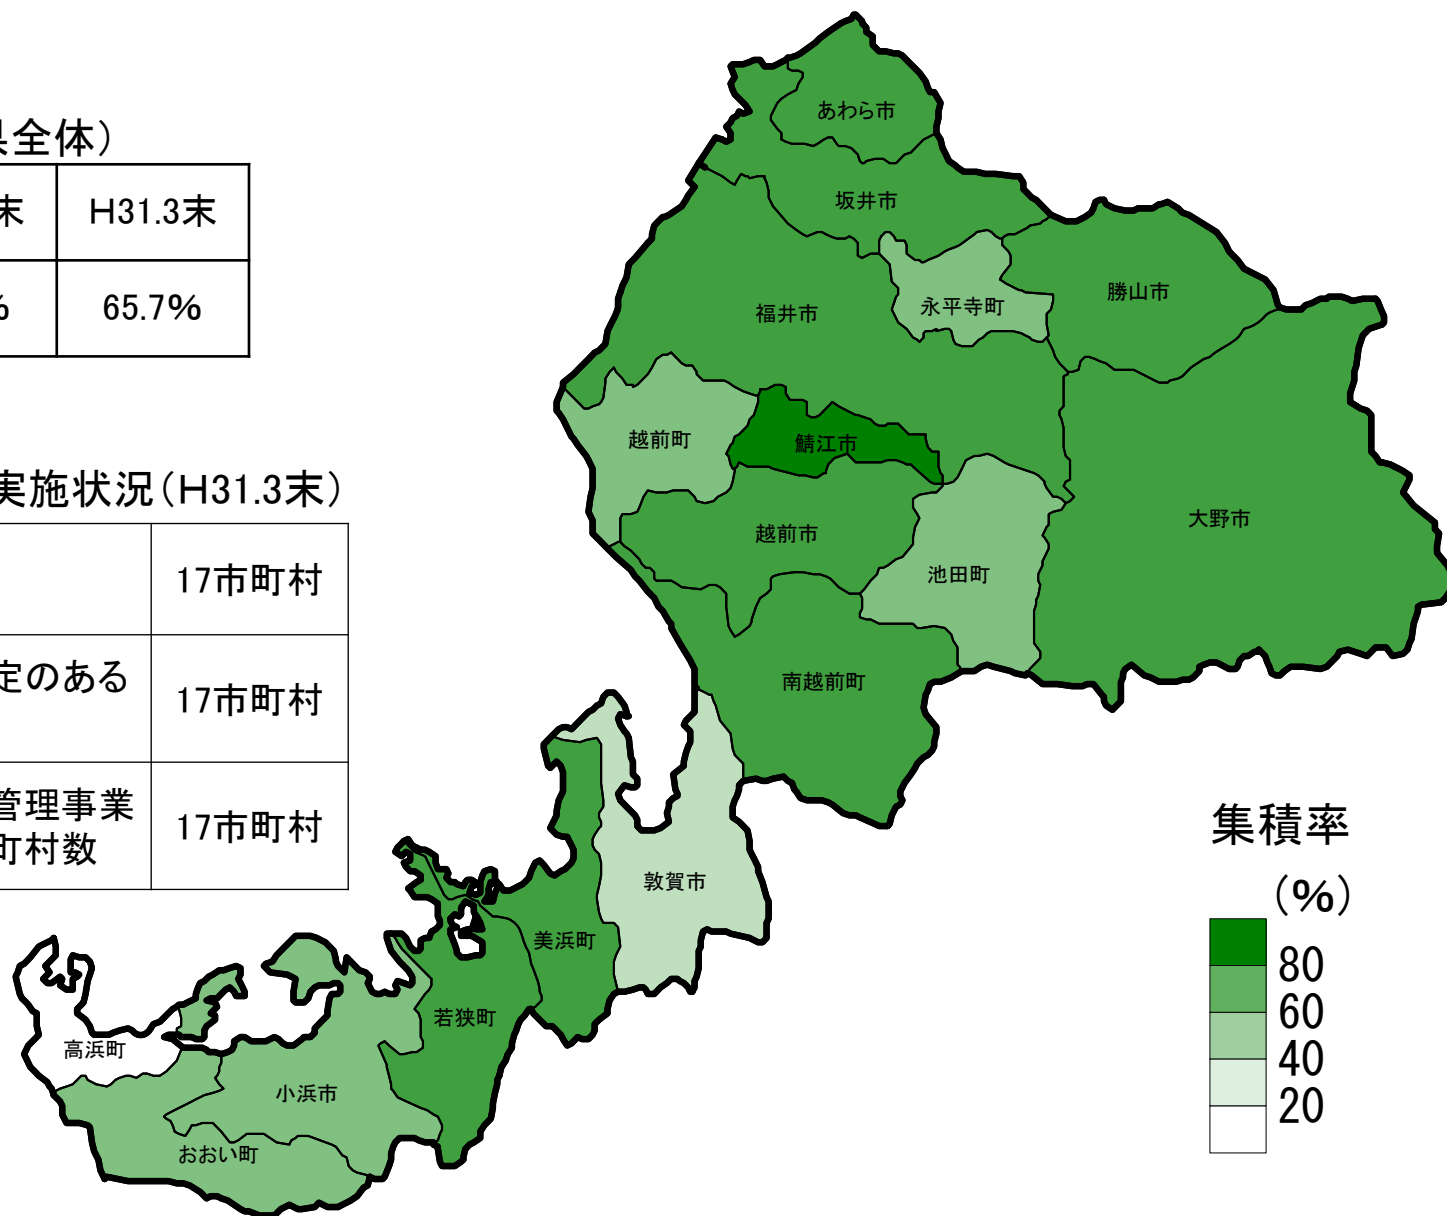 県全体）
末
H31.3末
%
65.7%
実施状況（H31.3末）
17市町村
定のある
17市町村
管理事業
町村数
17市町村
あわら市
坂井市
勝山市
永平寺町
福井市
越前町
鯖江市
大野市
越前市
池田町
南越前町
敦賀市
美浜町
若狭町
高浜町
小浜市
おおい町
集積率
（%）
80
60
40
20